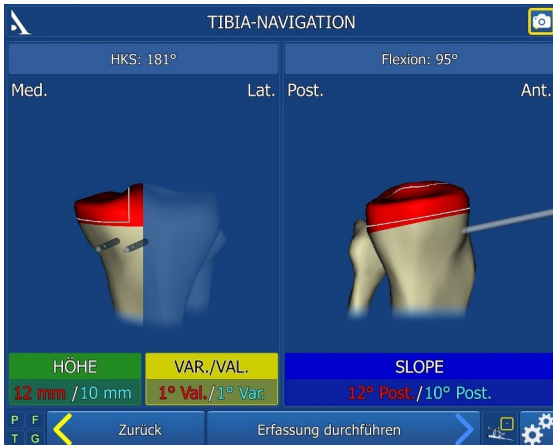 TIBIA-NAVIGATION
HKS: 181°
Flexion: 95°
Med.
Lat.
Post.
Ant.
HÖHE
12 mm /10 mm
VAR./VAL.
1° Val./1° Var.
SLOPE
12° Post./10° Post.
P F
T G
Zurück
Erfassung durchführen